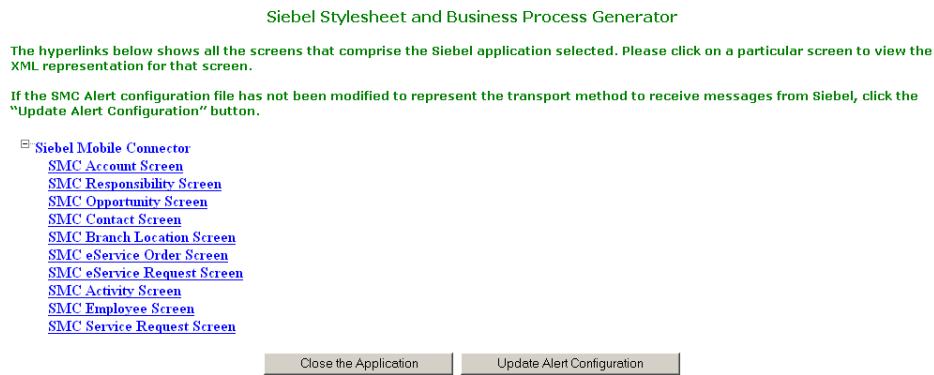 Siebel Stylesheet and Business Process Generator
The hyperlinks below shows all the screens that comprise the Siebel application selected. Please click on a particular screen to view the
XML representation for that screen.
If the SMC Alert configuration file has not been modified to represent the transport method to receive messages from Siebel, click the
“Update Alert Configuration” button.
Siebel Mobile Connector
SMC Account Screen
SMC Responsibility Screen
SMC Opportunity Screen
SMC Contact Screen
SMC Branch Location Screen
SMC eService Order Screen
SMC eService Request Screen
SMC Activity Screen
SMC Employee Screen
SMC Service Request Screen
Close the Application Update Alert Configuration